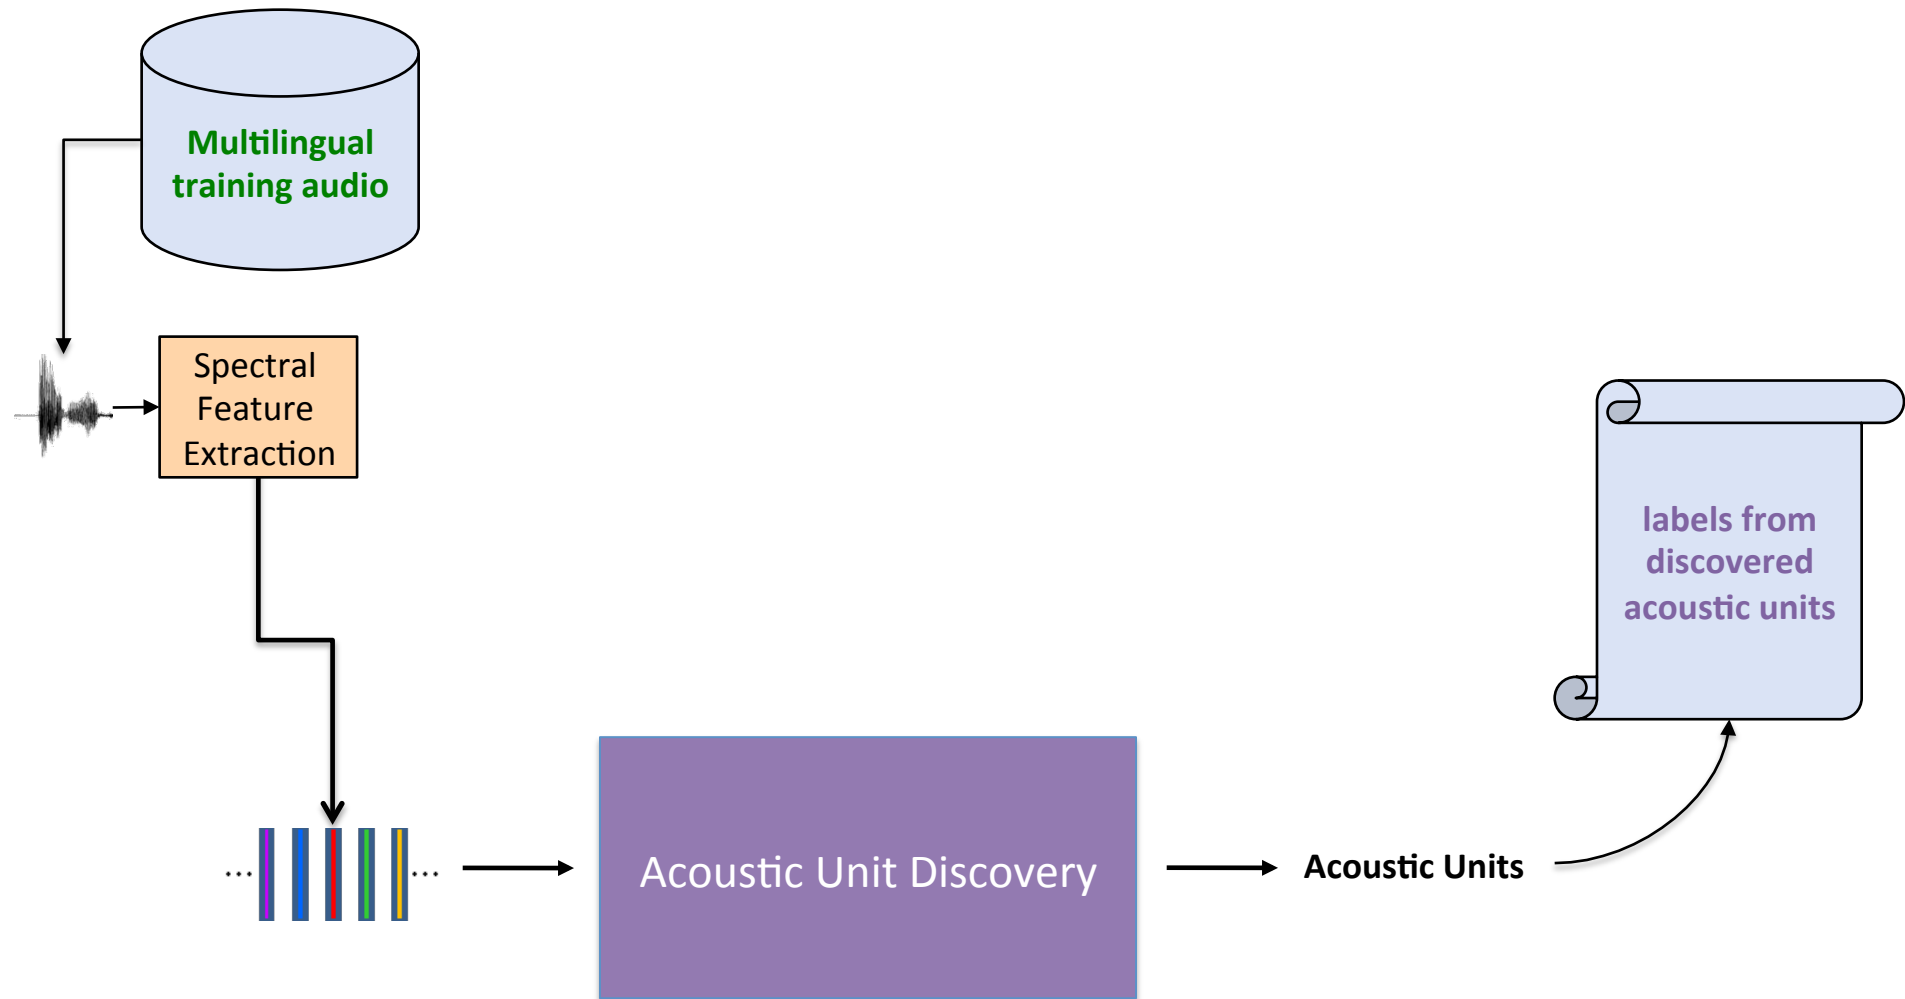 Multilingual
training audio
Spectral
Feature
Extraction
labels from
discovered
acoustic units
...
...
Acoustic Unit Discovery
Acoustic Units